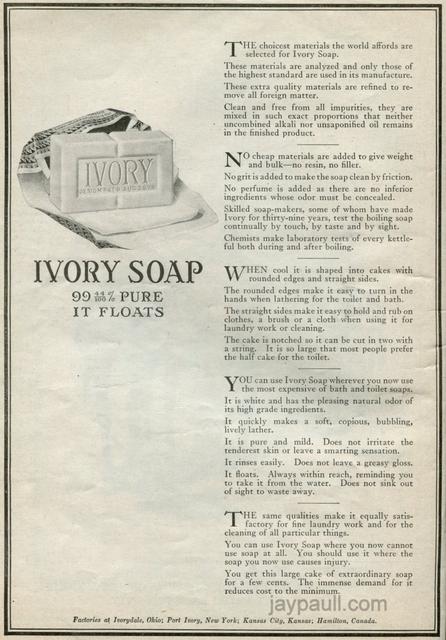 IVORY
IVORY SOAP
99 44/100 % PURE
IT FLOATS
THE choicest materials the world affords are
selected for Ivory Soap.
These materials are analyzed and only those of
the highest standard are used in its manufacture.
These extra quality materials are refined to re-
move all foreign matter.
Clean and free from all impurities, they are
mixed in such exact proportions that neither
uncombined alkali nor unsaponified oil remains
in the finished product.
NO cheap materials are added to give weight
and bulk—no resin, no filler.
No grit is added to make the soap clean by friction.
No perfume is added as there are no inferior
ingredients whose odor must be concealed.
Skilled soap-makers, some of whom have made
Ivory for thirty-nine years, test the boiling soap
continually by touch, by taste and by sight.
Chemists make laboratory tests of every kettle-
ful both during and after boiling.
WHEN cool it is shaped into cakes with
rounded edges and straight sides.
The rounded edges make it easy to turn in the
hands when lathering for the toilet and bath.
The straight sides make it easy to hold and rub on
clothes, a brush or a cloth when using it for
laundry work or cleaning.
The cake is notched so it can be cut in two with
a string. It is so large that most people prefer
the half cake for the toilet.
YOU can use Ivory Soap wherever you now use
the most expensive of bath and toilet soaps.
It is white and has the pleasing natural odor of
its high grade ingredients.
It quickly makes a soft, copious, bubbling,
lively lather.
It is pure and mild. Does not irritate the
tenderest skin or leave a smarting sensation.
It rinses easily. Does not leave a greasy gloss.
It floats. Always within reach, reminding you
to take it from the water. Does not sink out
of sight to waste away.
THE same qualities make it equally satis-
factory for fine laundry work and for the
cleaning of all particular things.
You can use Ivory Soap where you now cannot
use soap at all. You should use it where the
soap you now use causes injury.
You get this large cake of extraordinary soap
for a few cents. The immense demand for it
reduces cost to the minimum.
jaypaull.com
Factories at Ivorydale, Ohio; Port Ivory, New York; Kansas City, Kansas; Hamilton, Canada.